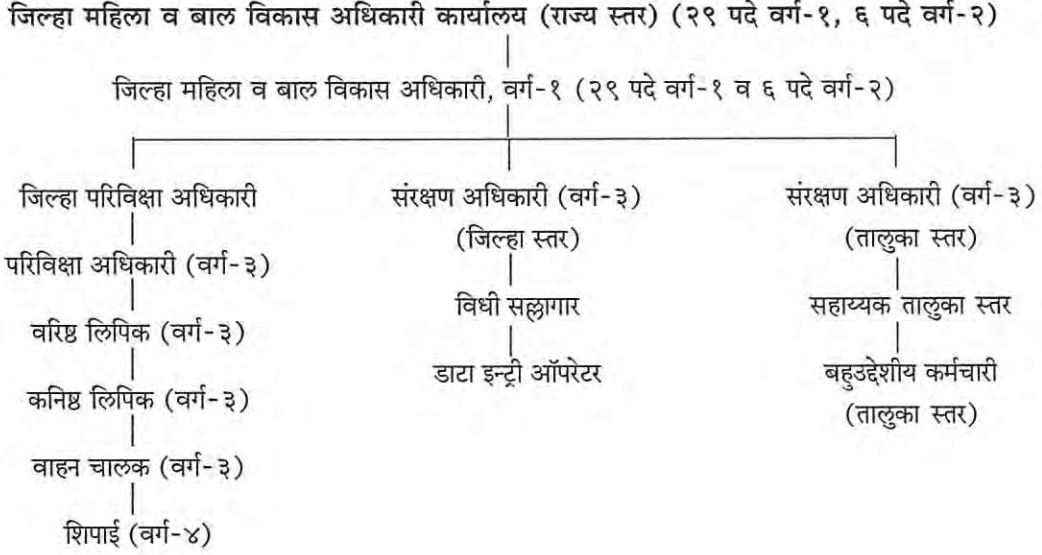 जिल्हा महिला व बाल विकास अधिकारी कार्यालय (राज्य स्तर) (२९ पदे वर्ग-१, ६ पदे वर्ग-२)
जिल्हा महिला व बाल विकास अधिकारी, वर्ग-१ (२९ पदे वर्ग-१ व ६ पदे वर्ग-२)
जिल्हा परिविक्षा अधिकारी
परिविक्षा अधिकारी (वर्ग-३)
वरिष्ठ लिपिक (वर्ग-३)
कनिष्ठ लिपिक (वर्ग-३)
वाहन चालक (वर्ग-३)
शिपाई (वर्ग-४)
संरक्षण अधिकारी (वर्ग-३)
(जिल्हा स्तर)
विधी सल्लागार
डाटा इन्ट्री ऑपरेटर
संरक्षण अधिकारी (वर्ग-३)
(तालुका स्तर)
सहाय्यक तालुका स्तर
बहुउद्देशीय कर्मचारी
(तालुका स्तर)